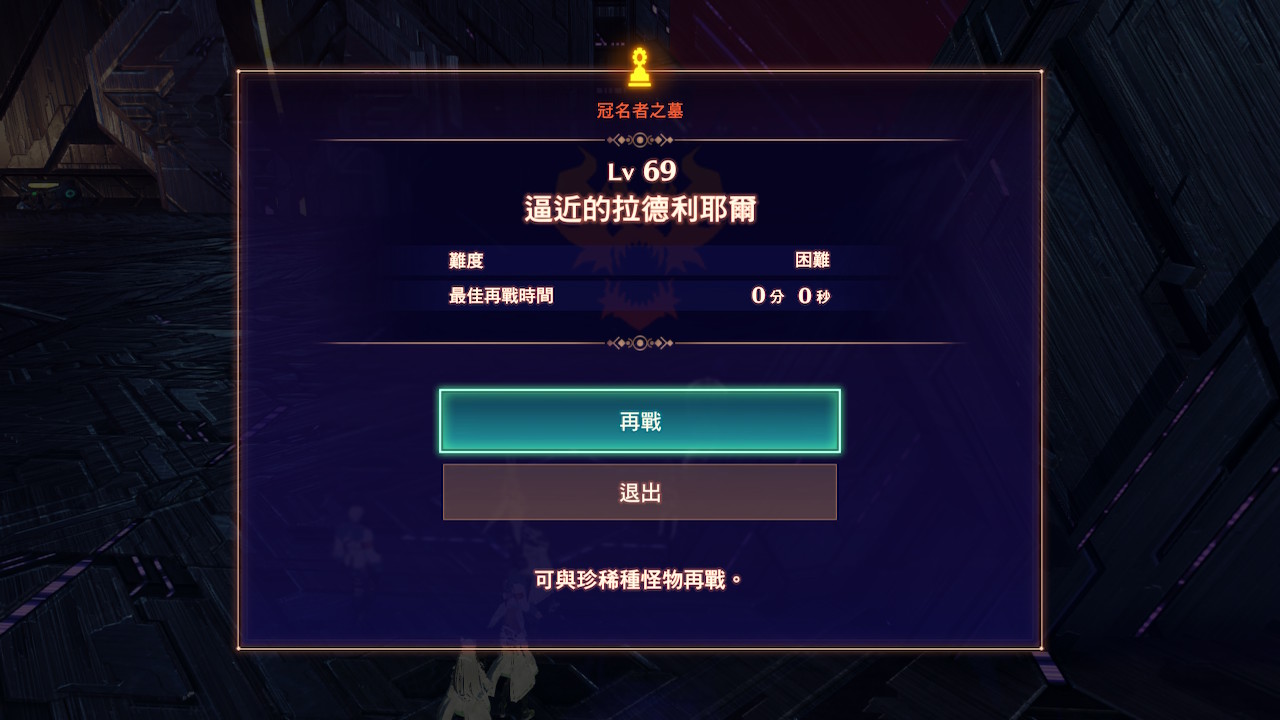 冠名者之墓
Lv 69
逼近的拉德利耶爾
難度 困難
最佳再戰時間 0分 0秒
再戰
退出
可與珍稀種怪物再戰。